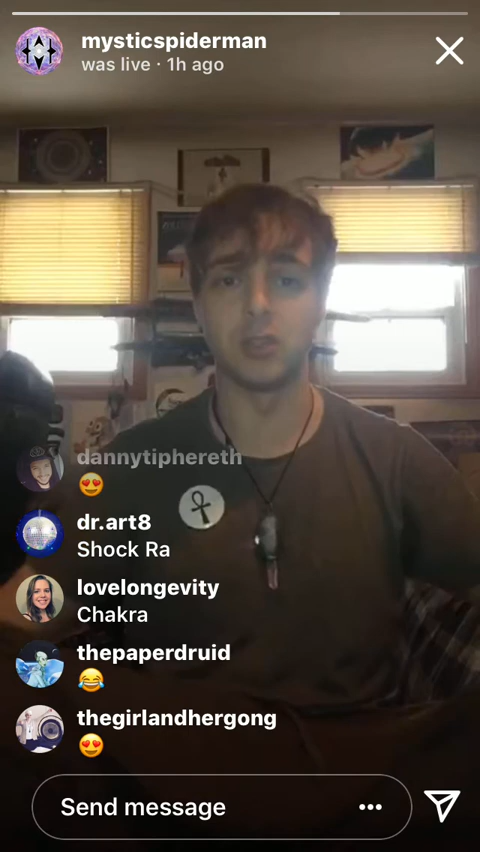 mysticspiderman
was live · 1h ago
dannytiphereth
😍
dr.art8
Shock Ra
lovelongevity
Chakra
thepaperdruid
😂
thegirlandhergong
😍
Send message